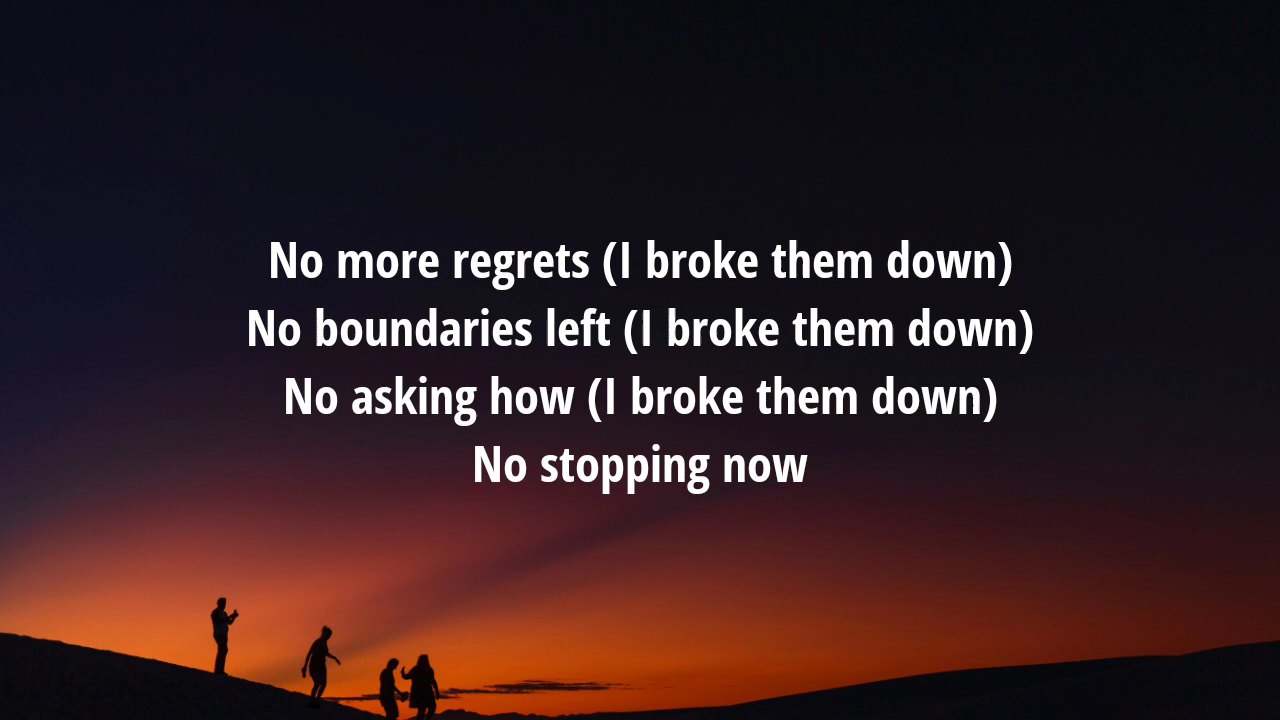 No more regrets (I broke them down)
No boundaries left (I broke them down)
No asking how (I broke them down)
No stopping now